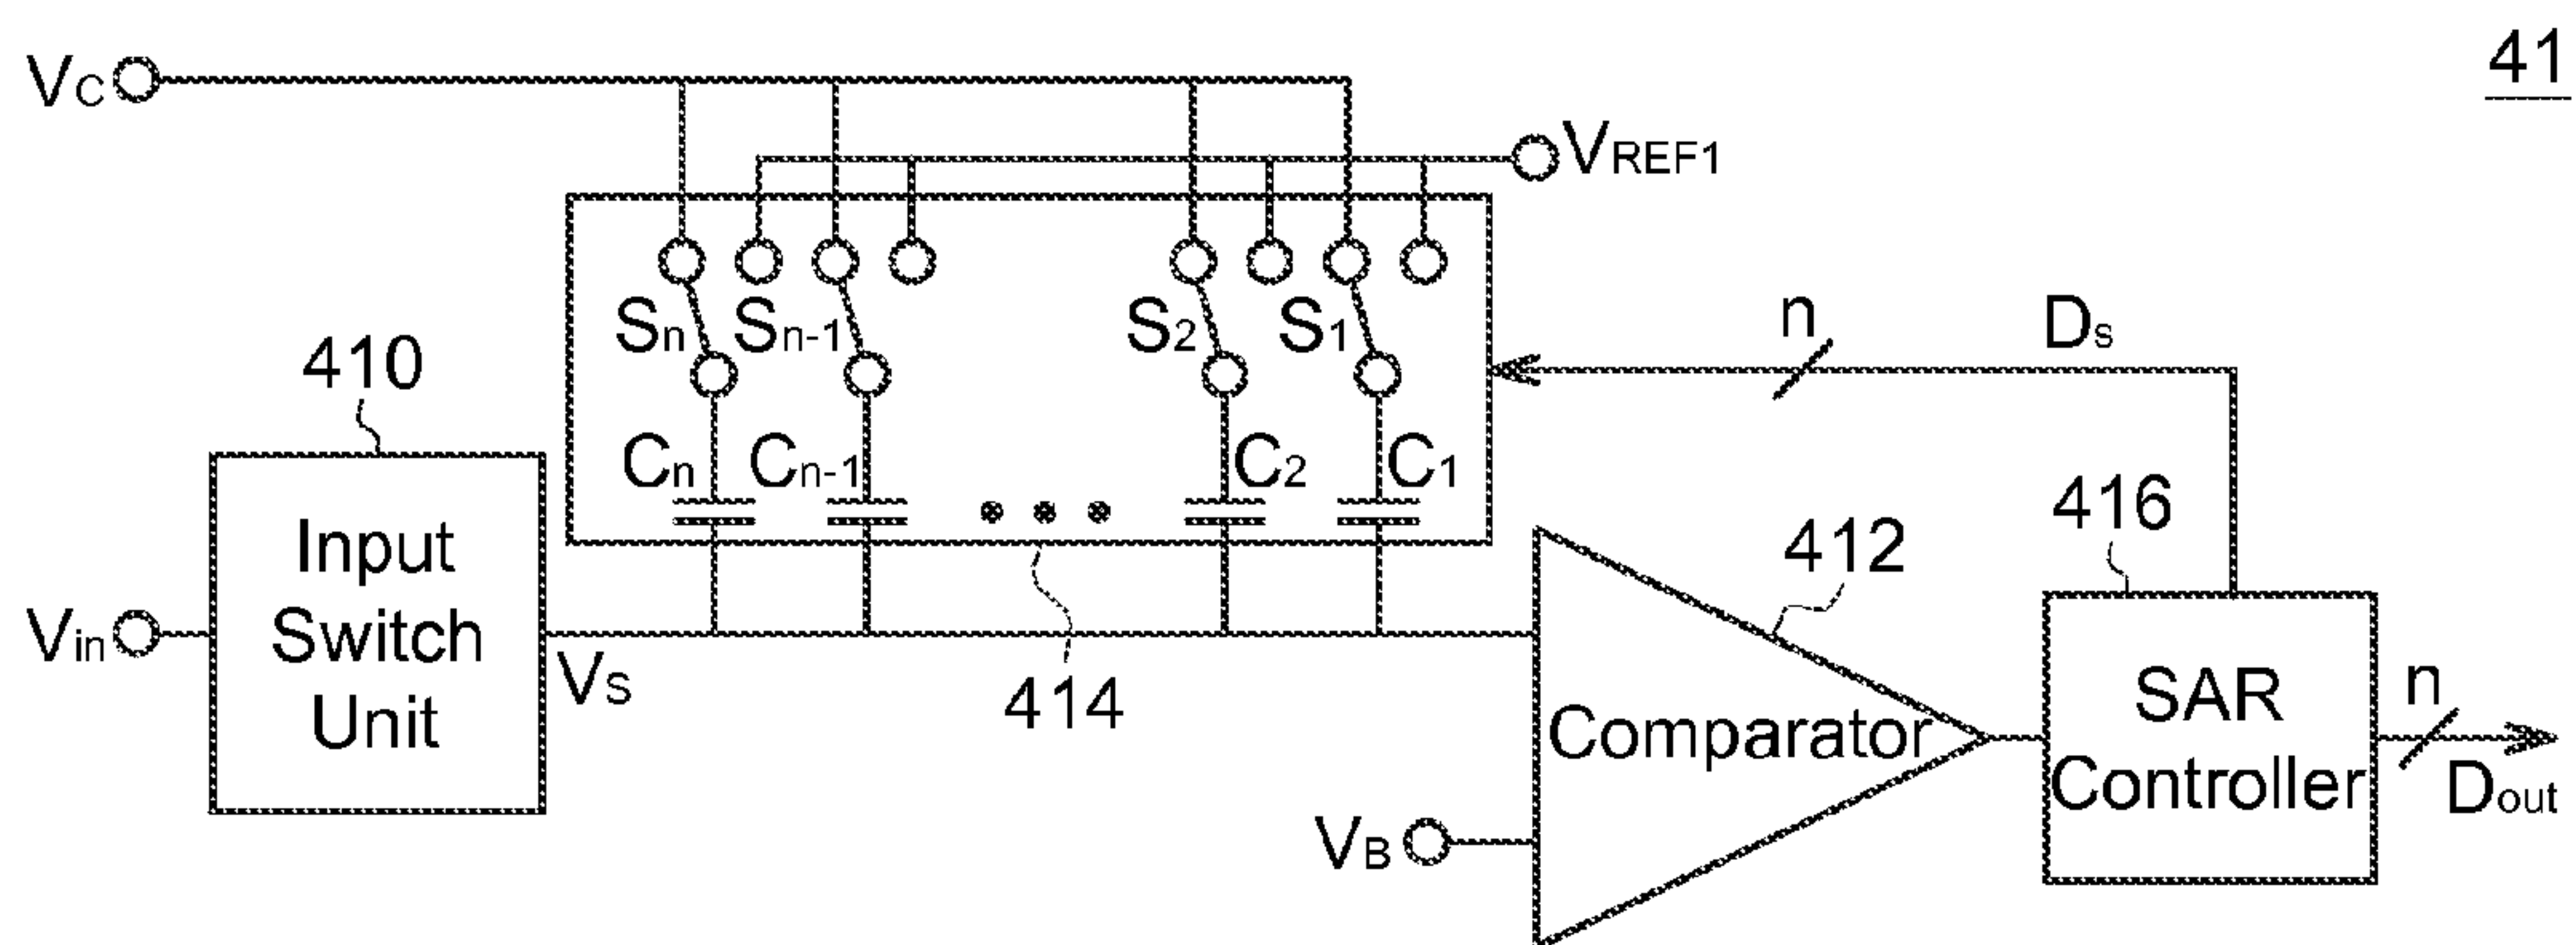 41
VC
VREF1
Sn Sn-1 S2 S1
n Ds
410
Cn Cn-1 C2 C1
416
412
Input
Switch
Unit
Vin
VS
414
Comparator
SAR
Controller
n
Dout
VB